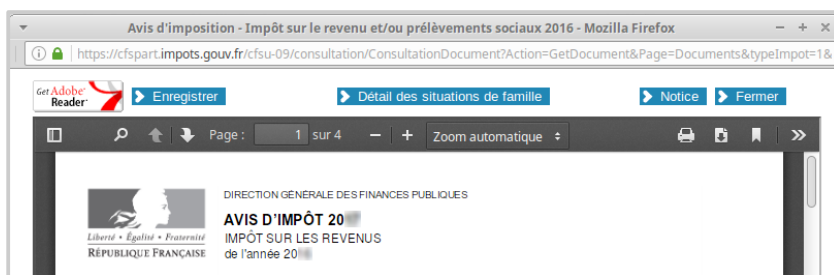 Avis d'imposition - Impôt sur le revenu et/ou prélèvements sociaux 2016 - Mozilla Firefox
https://cfspart.impots.gouv.fr/cfsu-09/consultation/ConsultationDocument?Action=GetDocument&Page=Documents&typeImpot=1&
Get Adobe Reader Enregistrer Détail des situations de famille Notice Fermer
Page : 1 sur 4 Zoom automatique
DIRECTION GÉNÉRALE DES FINANCES PUBLIQUES
AVIS D'IMPÔT 20
IMPÔT SUR LES REVENUS
de l'année 20
Liberté • Égalité • Fraternité
RÉPUBLIQUE FRANÇAISE